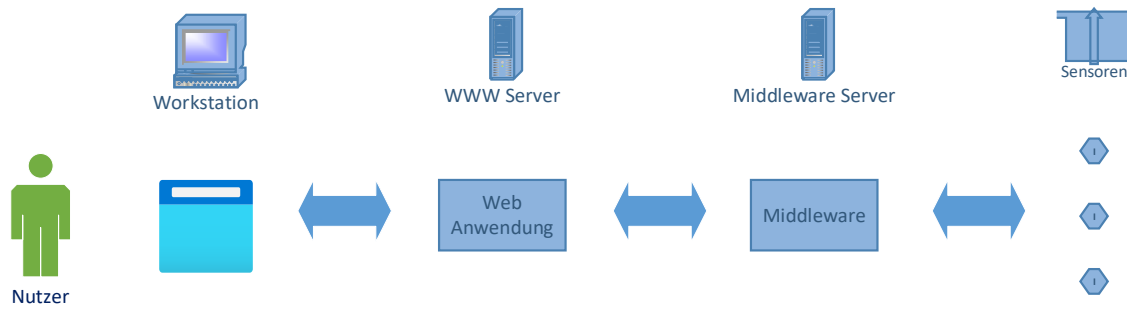 Workstation
WWW Server
Middleware Server
Sensoren
Web
Anwendung
Middleware
I
I
I
Nutzer